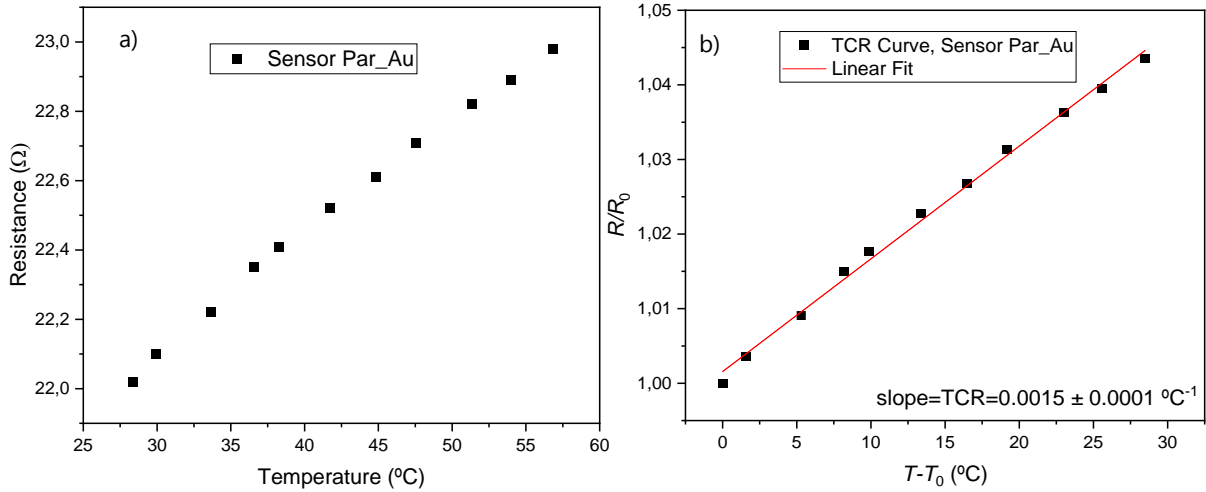 a)
Sensor Par_Au
Resistance (Ω)
23,0
22,8
22,6
22,4
22,2
22,0
25 30 35 40 45 50 55 60
Temperature (ºC)
b)
TCR Curve, Sensor Par_Au
Linear Fit
R/R0
1,05
1,04
1,03
1,02
1,01
1,00
slope=TCR=0.0015 ± 0.0001 ºC-1
0 5 10 15 20 25 30
T-T0 (ºC)